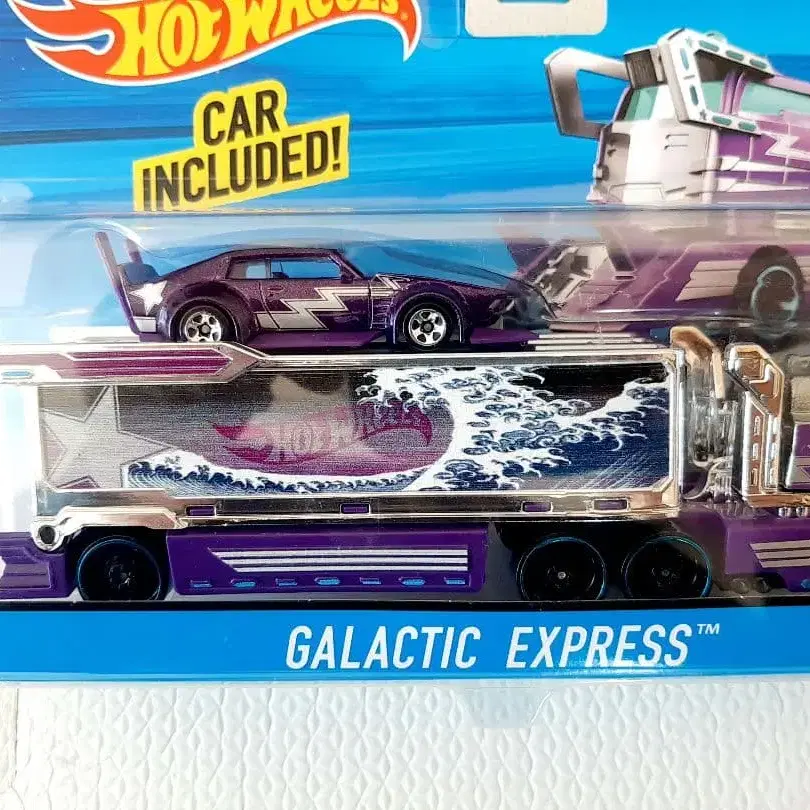 HOT WHEELS
CAR
INCLUDED!
HOT WHEELS
GALACTIC EXPRESS™